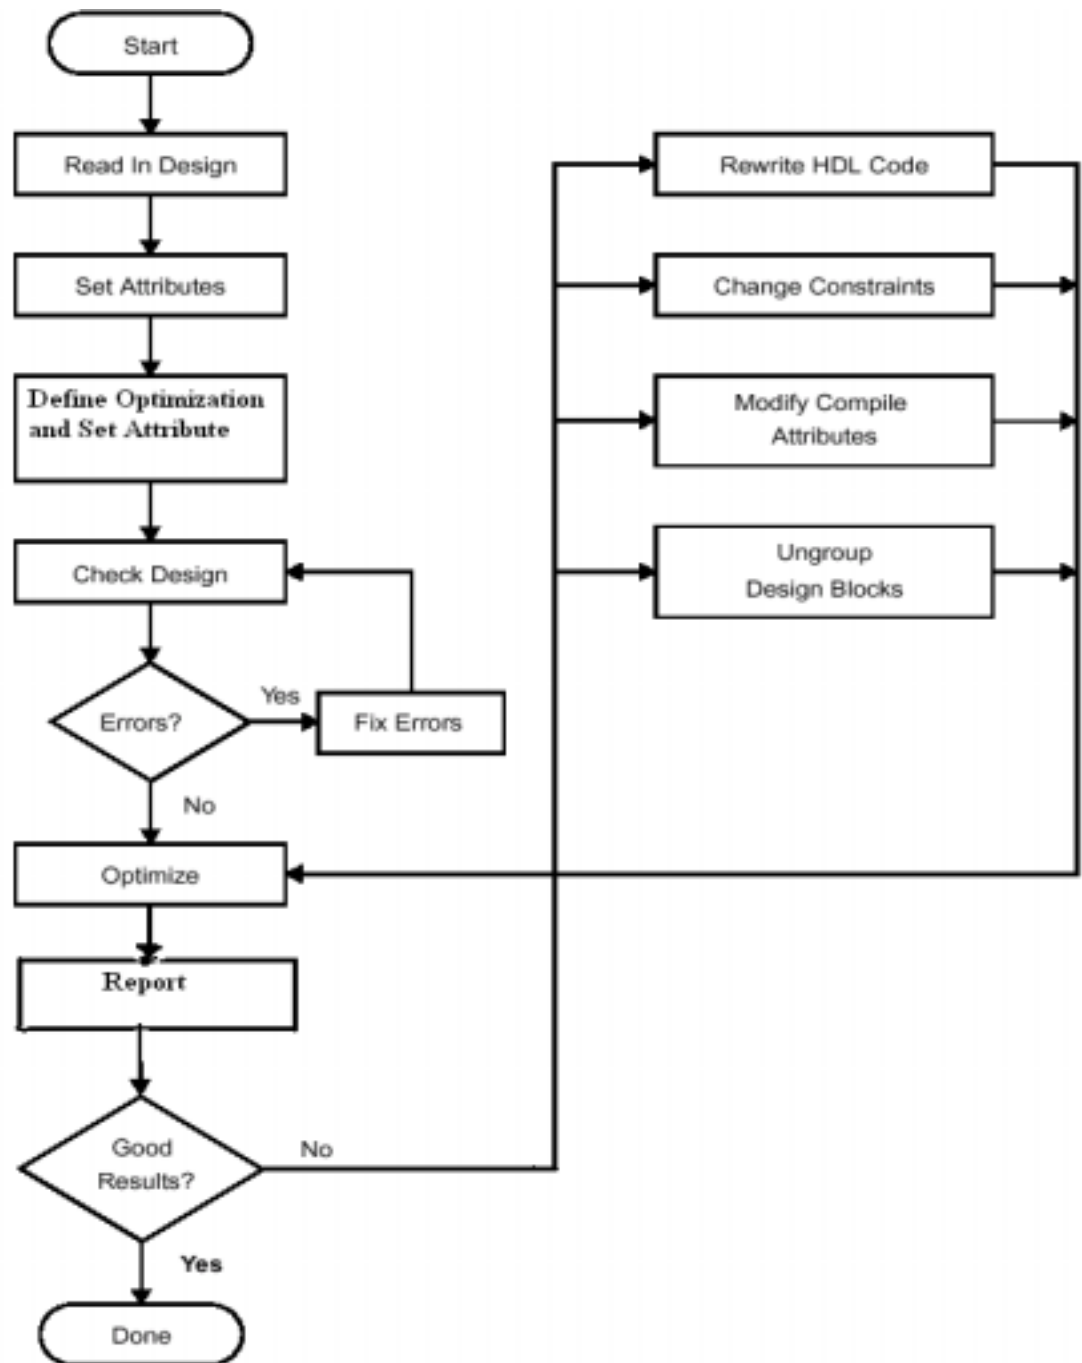 Start
Read In Design
Set Attributes
Define Optimization
and Set Attribute
Check Design
Errors?
Yes
Fix Errors
No
Optimize
Report
Good
Results?
No
Yes
Done
Rewrite HDL Code
Change Constraints
Modify Compile
Attributes
Ungroup
Design Blocks